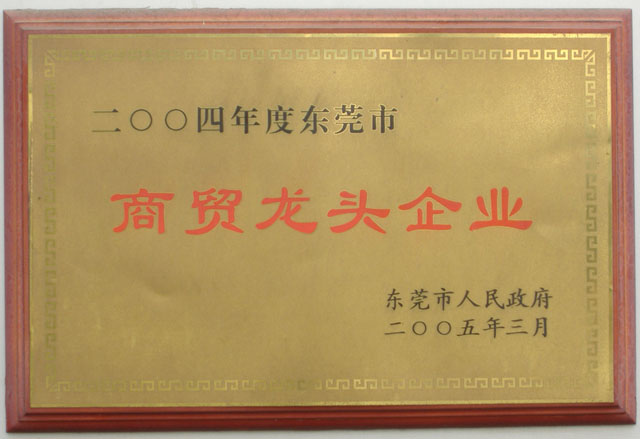 二〇〇四年度东莞市
商贸龙头企业
东莞市人民政府
二〇〇五年三月